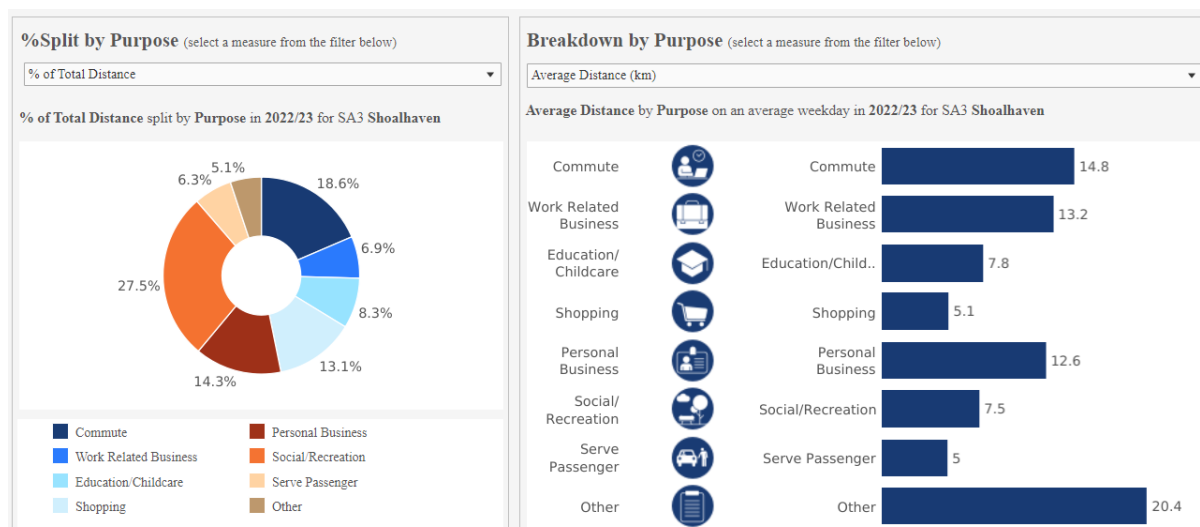 %Split by Purpose (select a measure from the filter below)
% of Total Distance
% of Total Distance split by Purpose in 2022/23 for SA3 Shoalhaven
5.1%
6.3%
18.6%
6.9%
27.5%
8.3%
13.1%
14.3%
Commute
Personal Business
Work Related Business
Social/Recreation
Education/Childcare
Serve Passenger
Shopping
Other
Breakdown by Purpose (select a measure from the filter below)
Average Distance (km)
Average Distance by Purpose on an average weekday in 2022/23 for SA3 Shoalhaven
Commute
Commute
14.8
Work Related
Business
Work Related
Business
13.2
Education/
Childcare
Education/Child..
7.8
Shopping
Shopping
5.1
Personal
Business
Personal
Business
12.6
Social/
Recreation
Social/Recreation
7.5
Serve
Passenger
Serve Passenger
5
Other
Other
20.4